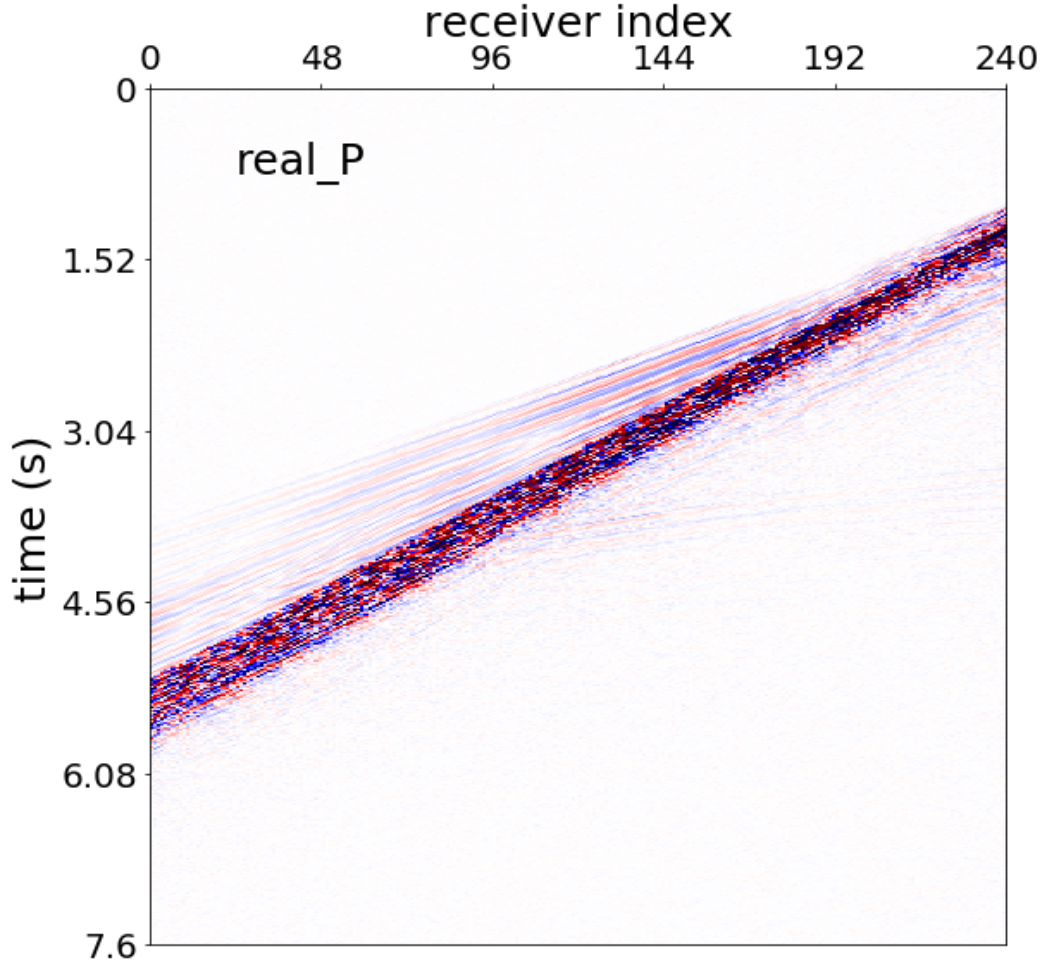 receiver index
0 48 96 144 192 240
0
real_P
1.52
3.04
time (s)
4.56
6.08
7.6